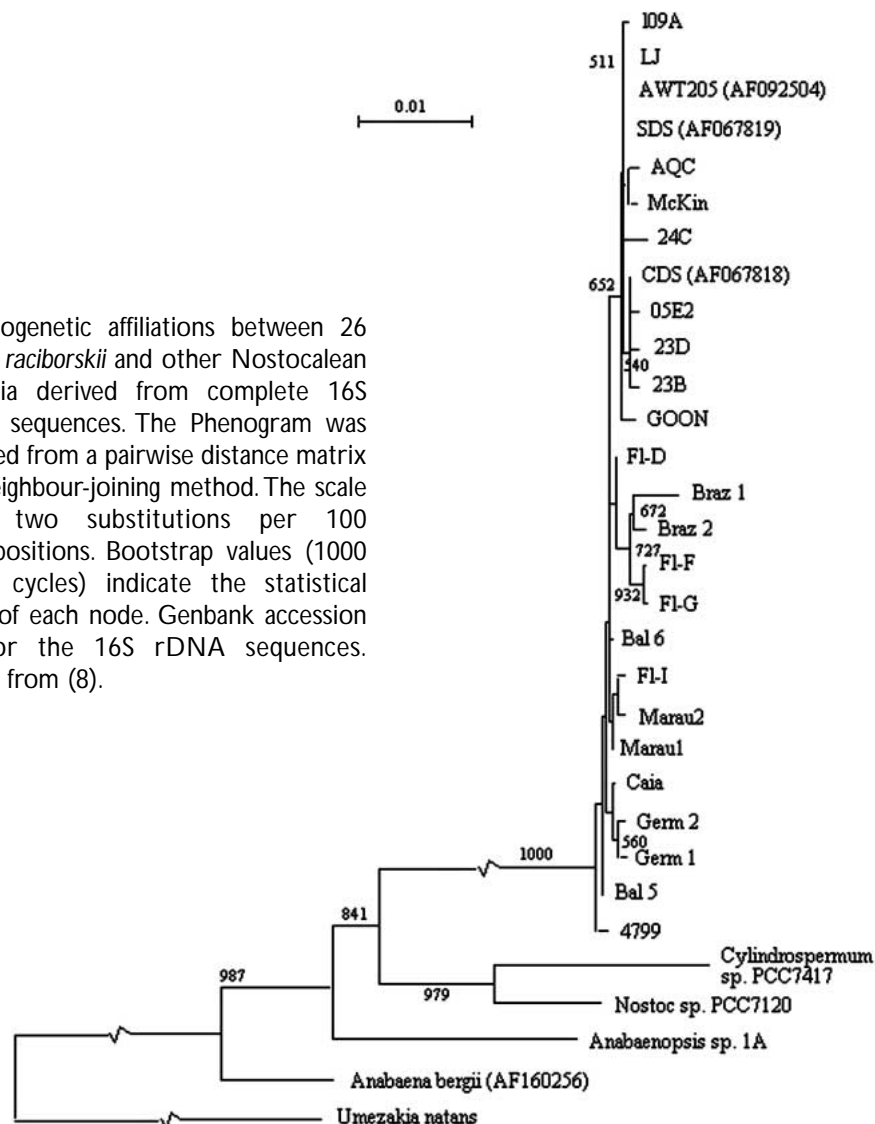 ogenetic affiliations between 26
raciborskii and other Nostocalean
ia derived from complete 16S
sequences. The Phenogram was
ed from a pairwise distance matrix
eighbour-joining method. The scale
two substitutions per 100
positions. Bootstrap values (1000
cycles) indicate the statistical
of each node. Genbank accession
or the 16S rDNA sequences.
from (8).
0.01
I09A
511
LJ
AWT205 (AF092504)
SDS (AF067819)
AQC
McKin
24C
CDS (AF067818)
652
05E2
23D
540
23B
GOON
Fl-D
Braz 1
672
Braz 2
727
Fl-F
932
Fl-G
Bal 6
Fl-I
Marau2
Marau1
Caia
Germ 2
560
Germ 1
1000
Bal 5
841
4799
Cylindrospermum
sp. PCC7417
987
979
Nostoc sp. PCC7120
Anabaenopsis sp. 1A
Anabaena bergii (AF160256)
Umezakia natans